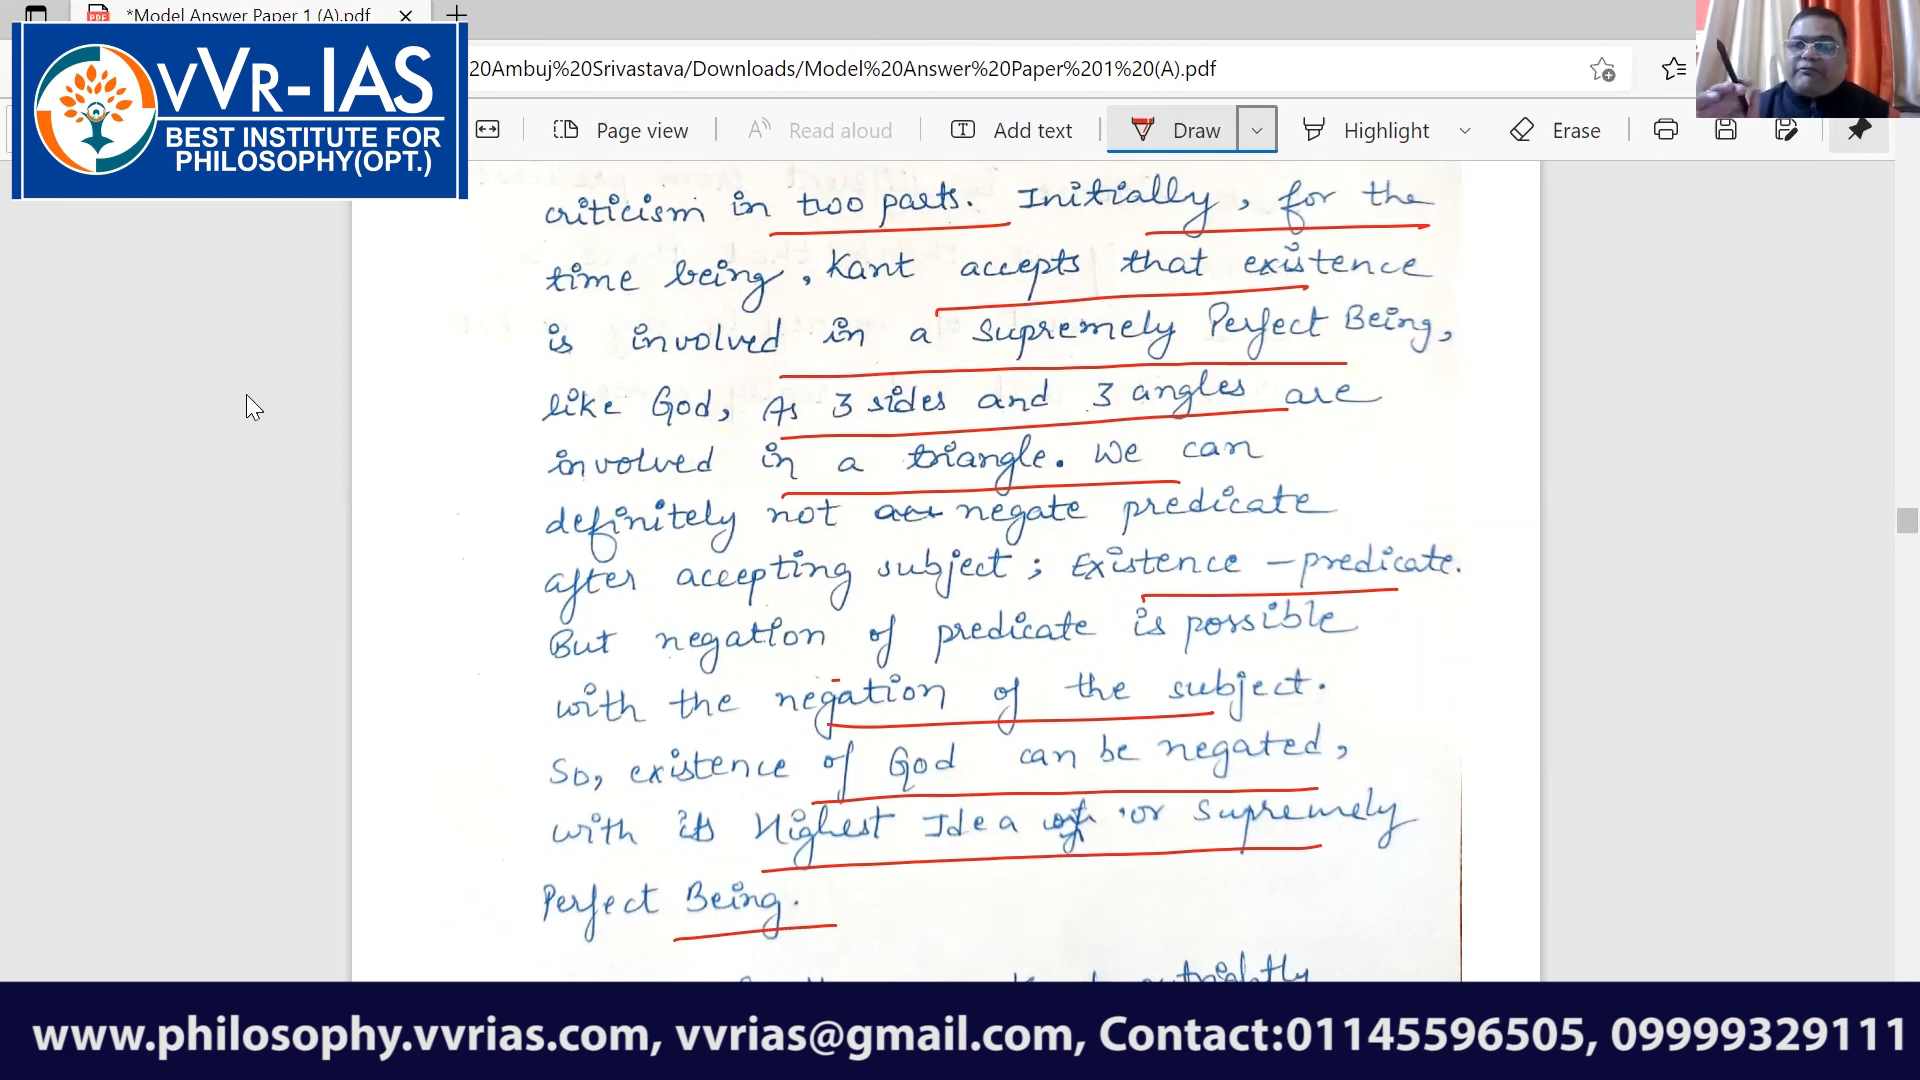 *Model Answer Paper 1 (A).pdf
20Ambuj%20Srivastava/Downloads/Model%20Answer%20Paper%201%20(A).pdf
vVR-IAS
BEST INSTITUTE FOR
PHILOSOPHY(OPT.)
Page view
Read aloud
Add text
Draw
Highlight
Erase
criticism in two parts. Initially, for the
time being, Kant accepts that existence
is involved in a Supremely Perfect Being,
like God, As 3 sides and 3 angles are
involved in a triangle. We can
definitely not negate predicate
after accepting subject; Existence - predicate.
But negation of predicate is possible
with the negation of the subject.
So, existence of God can be negated,
with its Highest Idea or Supremely
Perfect Being.
outrightly
www.philosophy.vvrias.com, vvrias@gmail.com, Contact:01145596505, 09999329111